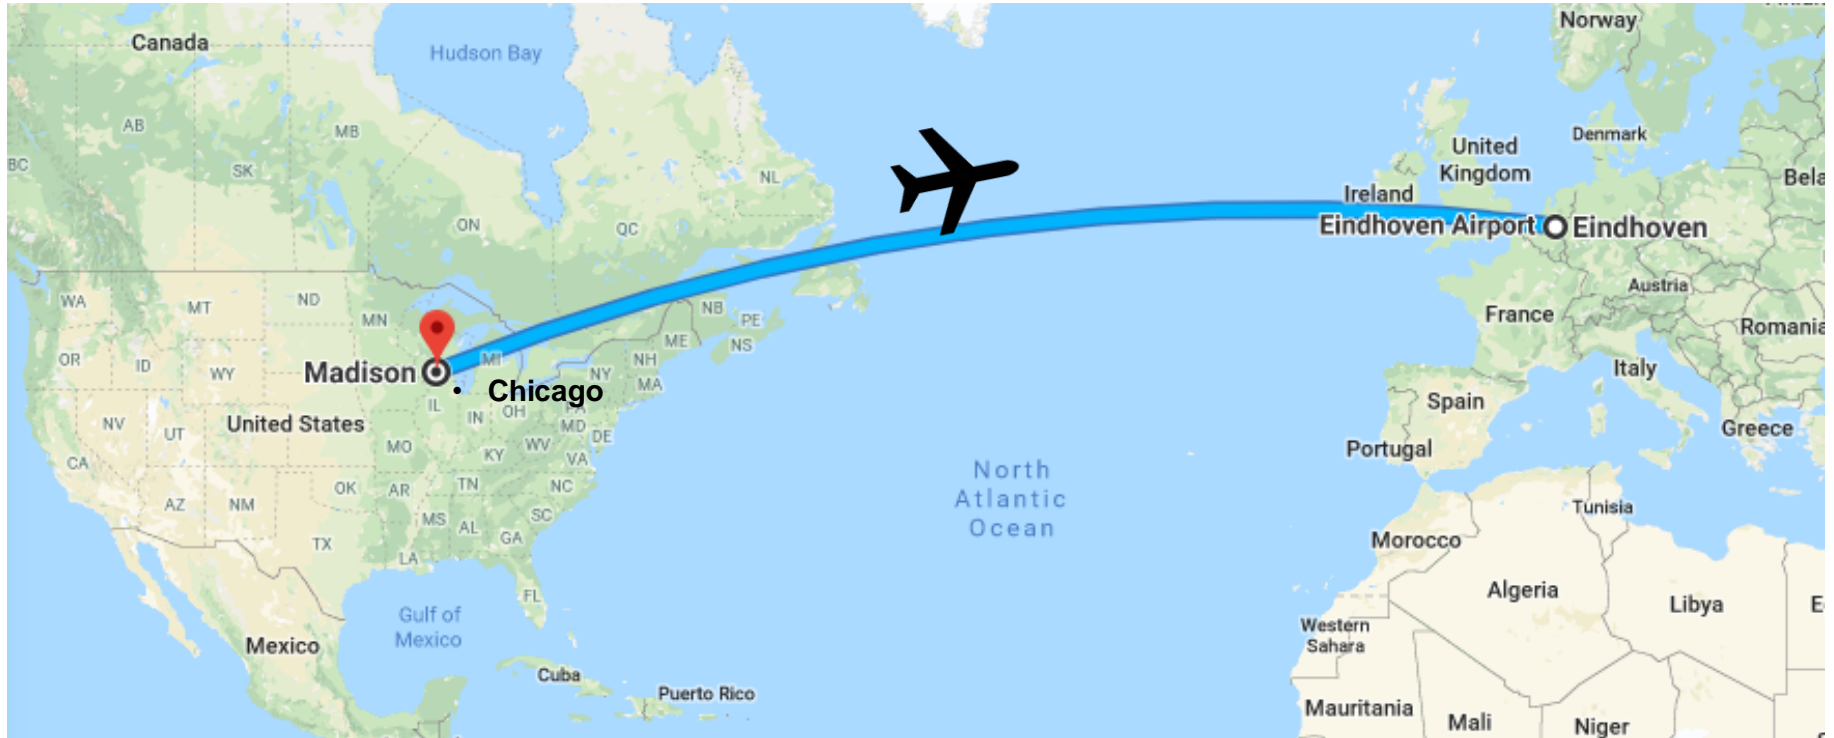 Norway
Canada
Hudson Bay
AB
MB
Denmark
United
Kingdom
BC
SK
NL
Bela
Ireland
ON
QC
Eindhoven Airport
Eindhoven
Austria
WA
MT
ND
MN
NB
PE
France
Romania
OR
ID
WY
MI
ME
NS
NH
Italy
Madison
NY
MA
• Chicago
PA
Spain
IL
IN
OH
NV
UT
United States
MD
DE
Greece
CA
MO
KY
WV
VA
Portugal
North
Atlantic
Ocean
AZ
NM
OK
AR
TN
NC
Tunisia
MS
AL
SC
GA
TX
LA
Morocco
FL
Algeria
Libya
E
Gulf of
Mexico
Western
Sahara
Mexico
Cuba
Puerto Rico
Mauritania
Mali
Niger